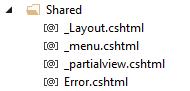 Shared
[@] _Layout.cshtml
[@] _menu.cshtml
[@] _partialview.cshtml
[@] Error.cshtml